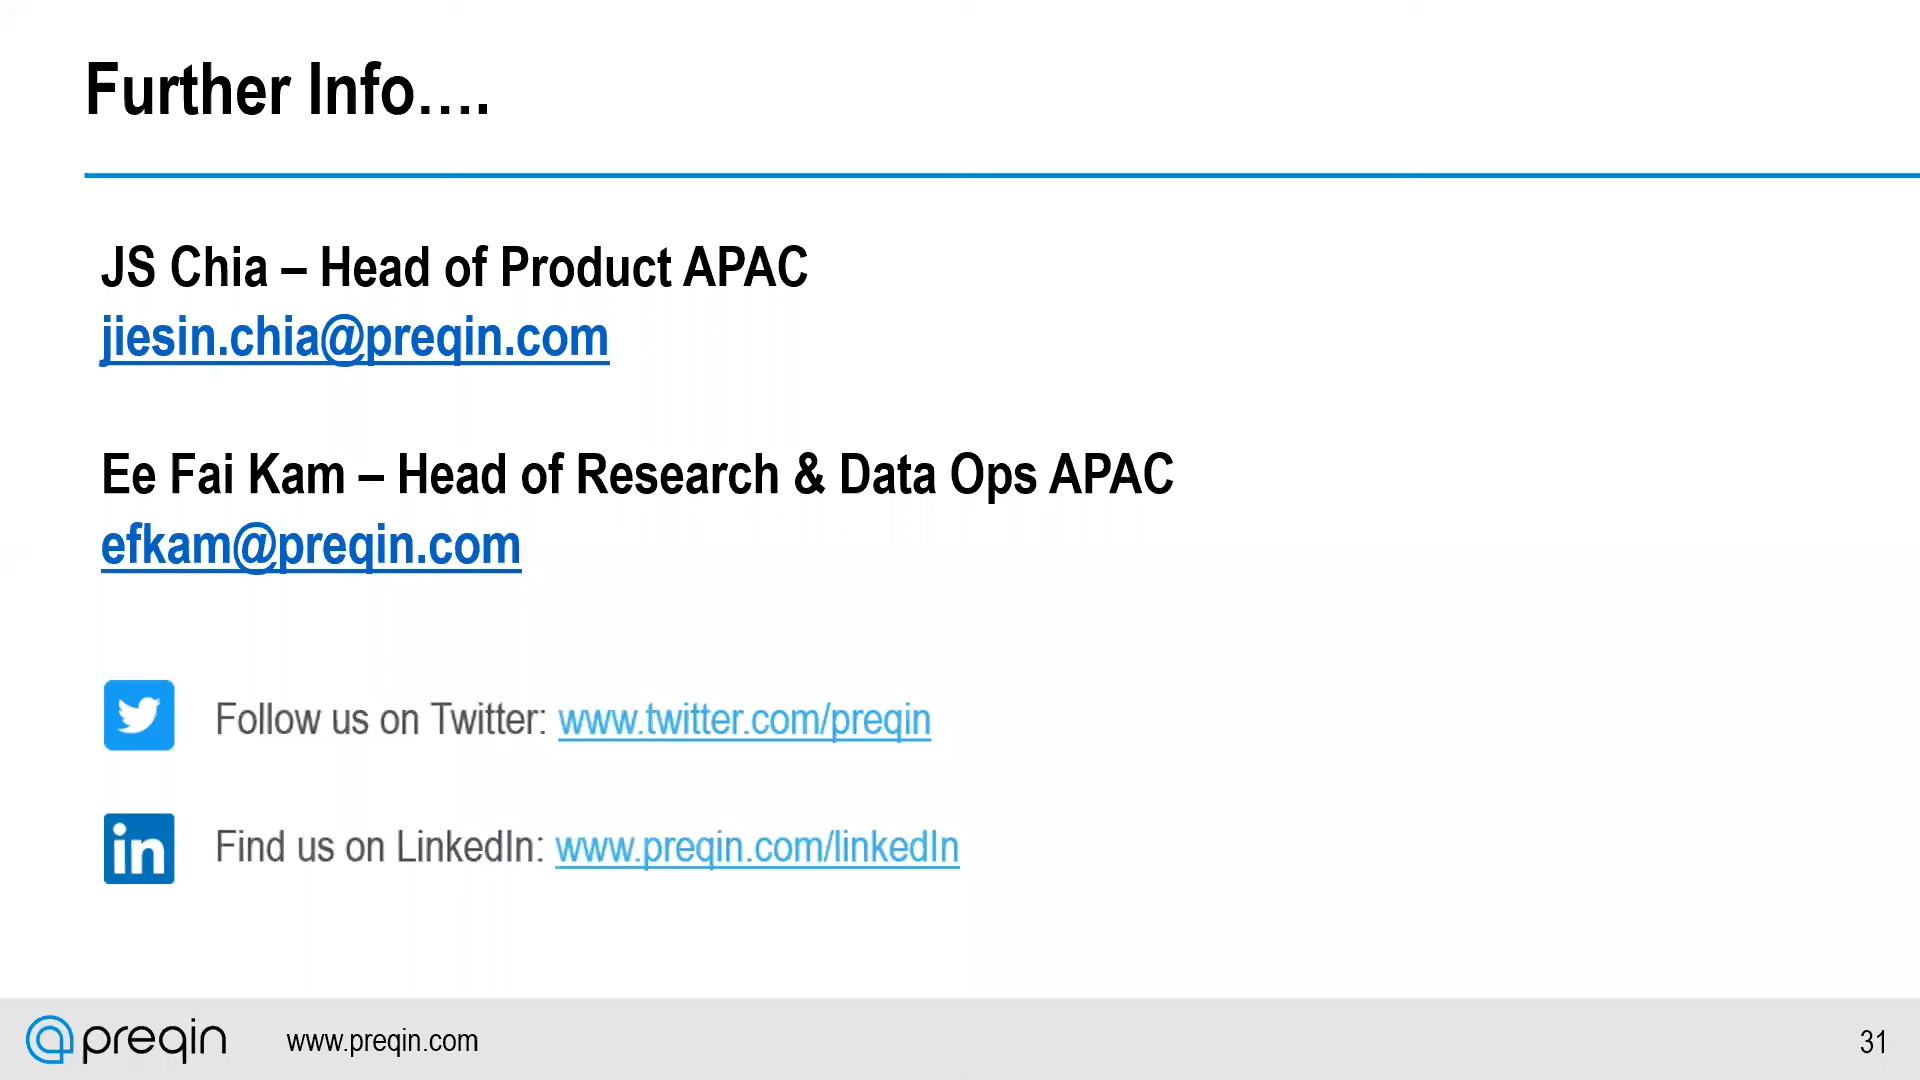 Further Info….
JS Chia – Head of Product APAC
jiesin.chia@preqin.com
Ee Fai Kam – Head of Research & Data Ops APAC
efkam@preqin.com
Follow us on Twitter: www.twitter.com/preqin
in Find us on LinkedIn: www.preqin.com/linkedIn
preqin www.preqin.com 31